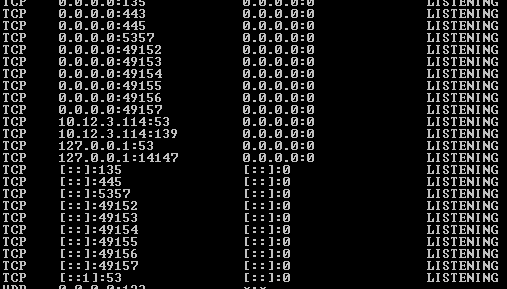 TCP 0.0.0.0:135 0.0.0.0:0 LISTENING
TCP 0.0.0.0:443 0.0.0.0:0 LISTENING
TCP 0.0.0.0:445 0.0.0.0:0 LISTENING
TCP 0.0.0.0:5357 0.0.0.0:0 LISTENING
TCP 0.0.0.0:49152 0.0.0.0:0 LISTENING
TCP 0.0.0.0:49153 0.0.0.0:0 LISTENING
TCP 0.0.0.0:49154 0.0.0.0:0 LISTENING
TCP 0.0.0.0:49155 0.0.0.0:0 LISTENING
TCP 0.0.0.0:49156 0.0.0.0:0 LISTENING
TCP 0.0.0.0:49157 0.0.0.0:0 LISTENING
TCP 10.12.3.114:53 0.0.0.0:0 LISTENING
TCP 10.12.3.114:139 0.0.0.0:0 LISTENING
TCP 127.0.0.1:53 0.0.0.0:0 LISTENING
TCP 127.0.0.1:14147 0.0.0.0:0 LISTENING
TCP [::]:135 [::]:0 LISTENING
TCP [::]:445 [::]:0 LISTENING
TCP [::]:5357 [::]:0 LISTENING
TCP [::]:49152 [::]:0 LISTENING
TCP [::]:49153 [::]:0 LISTENING
TCP [::]:49154 [::]:0 LISTENING
TCP [::]:49155 [::]:0 LISTENING
TCP [::]:49156 [::]:0 LISTENING
TCP [::]:49157 [::]:0 LISTENING
TCP [::1]:53 [::]:0 LISTENING
UDP *:*